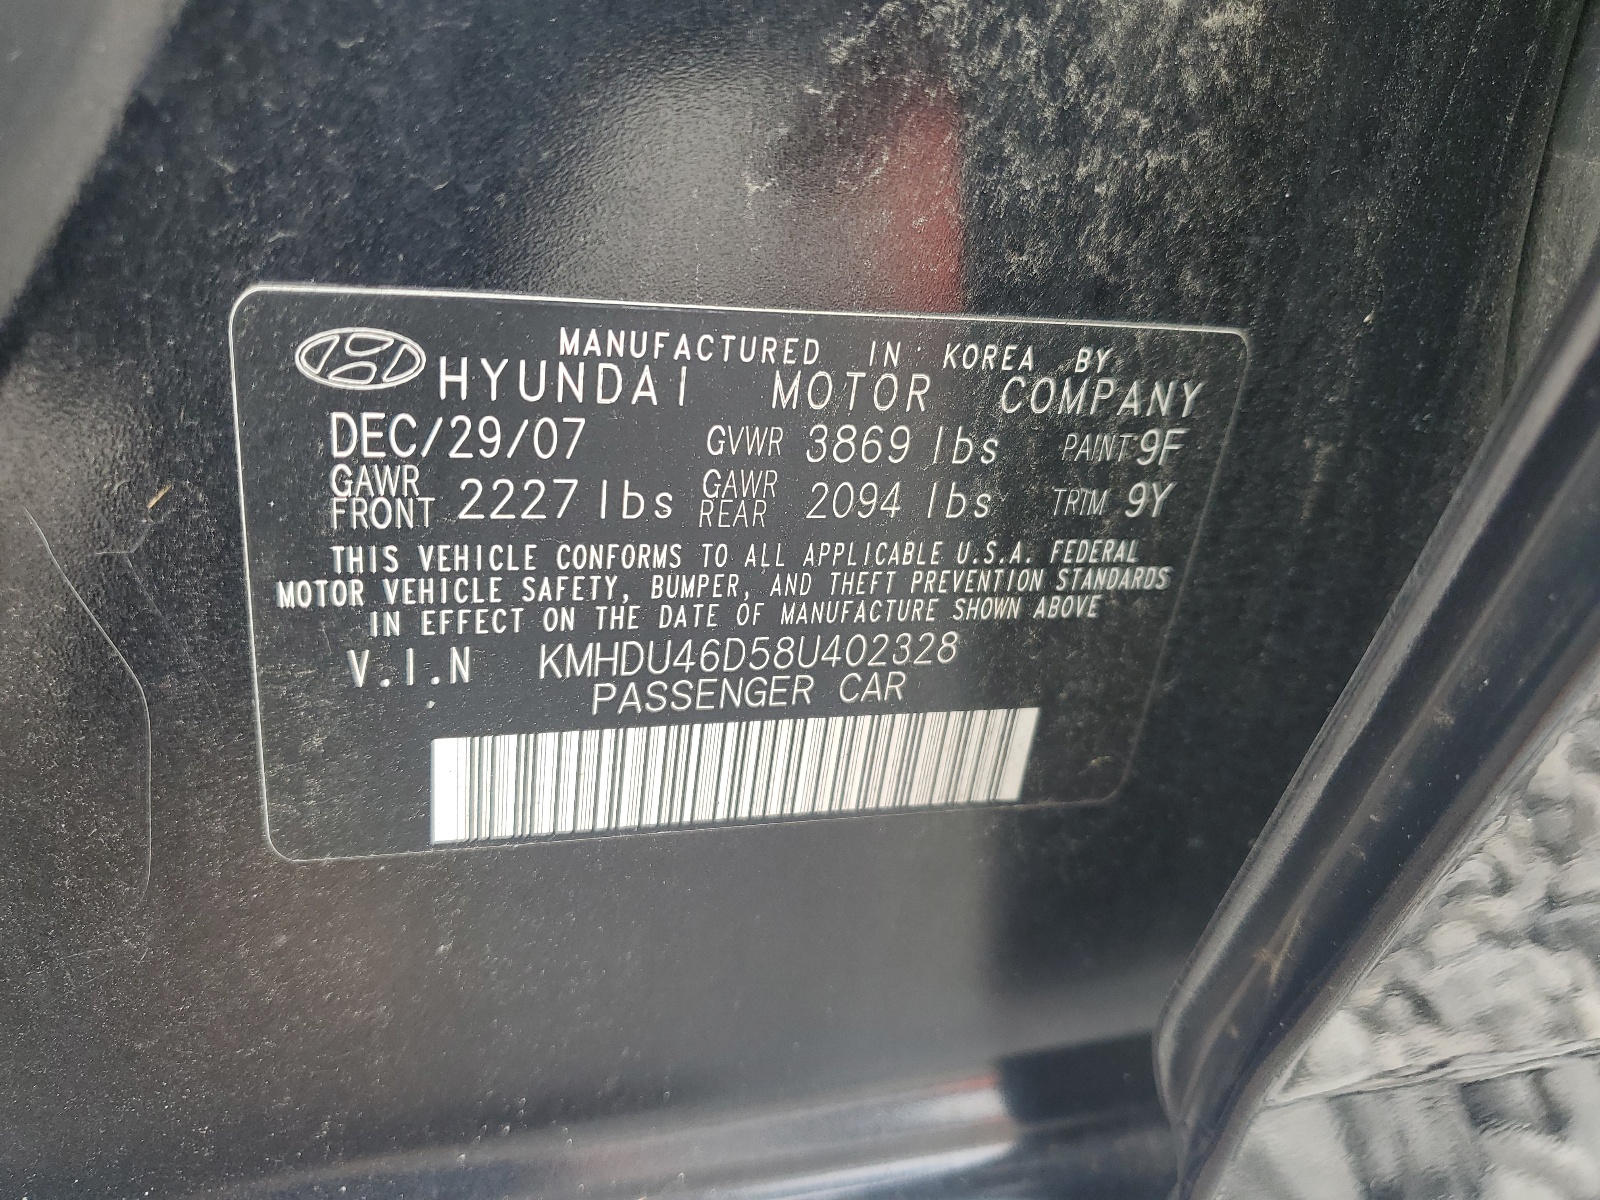 MANUFACTURED IN KOREA BY
HYUNDAI MOTOR COMPANY
DEC/29/07 GVWR 3869 lbs PAINT 9F
GAWR FRONT 2227 lbs GAWR REAR 2094 lbs TRIM 9Y
THIS VEHICLE CONFORMS TO ALL APPLICABLE U.S.A. FEDERAL
MOTOR VEHICLE SAFETY, BUMPER, AND THEFT PREVENTION STANDARDS
IN EFFECT ON THE DATE OF MANUFACTURE SHOWN ABOVE
V.I.N KMHDU46D58U402328
PASSENGER CAR